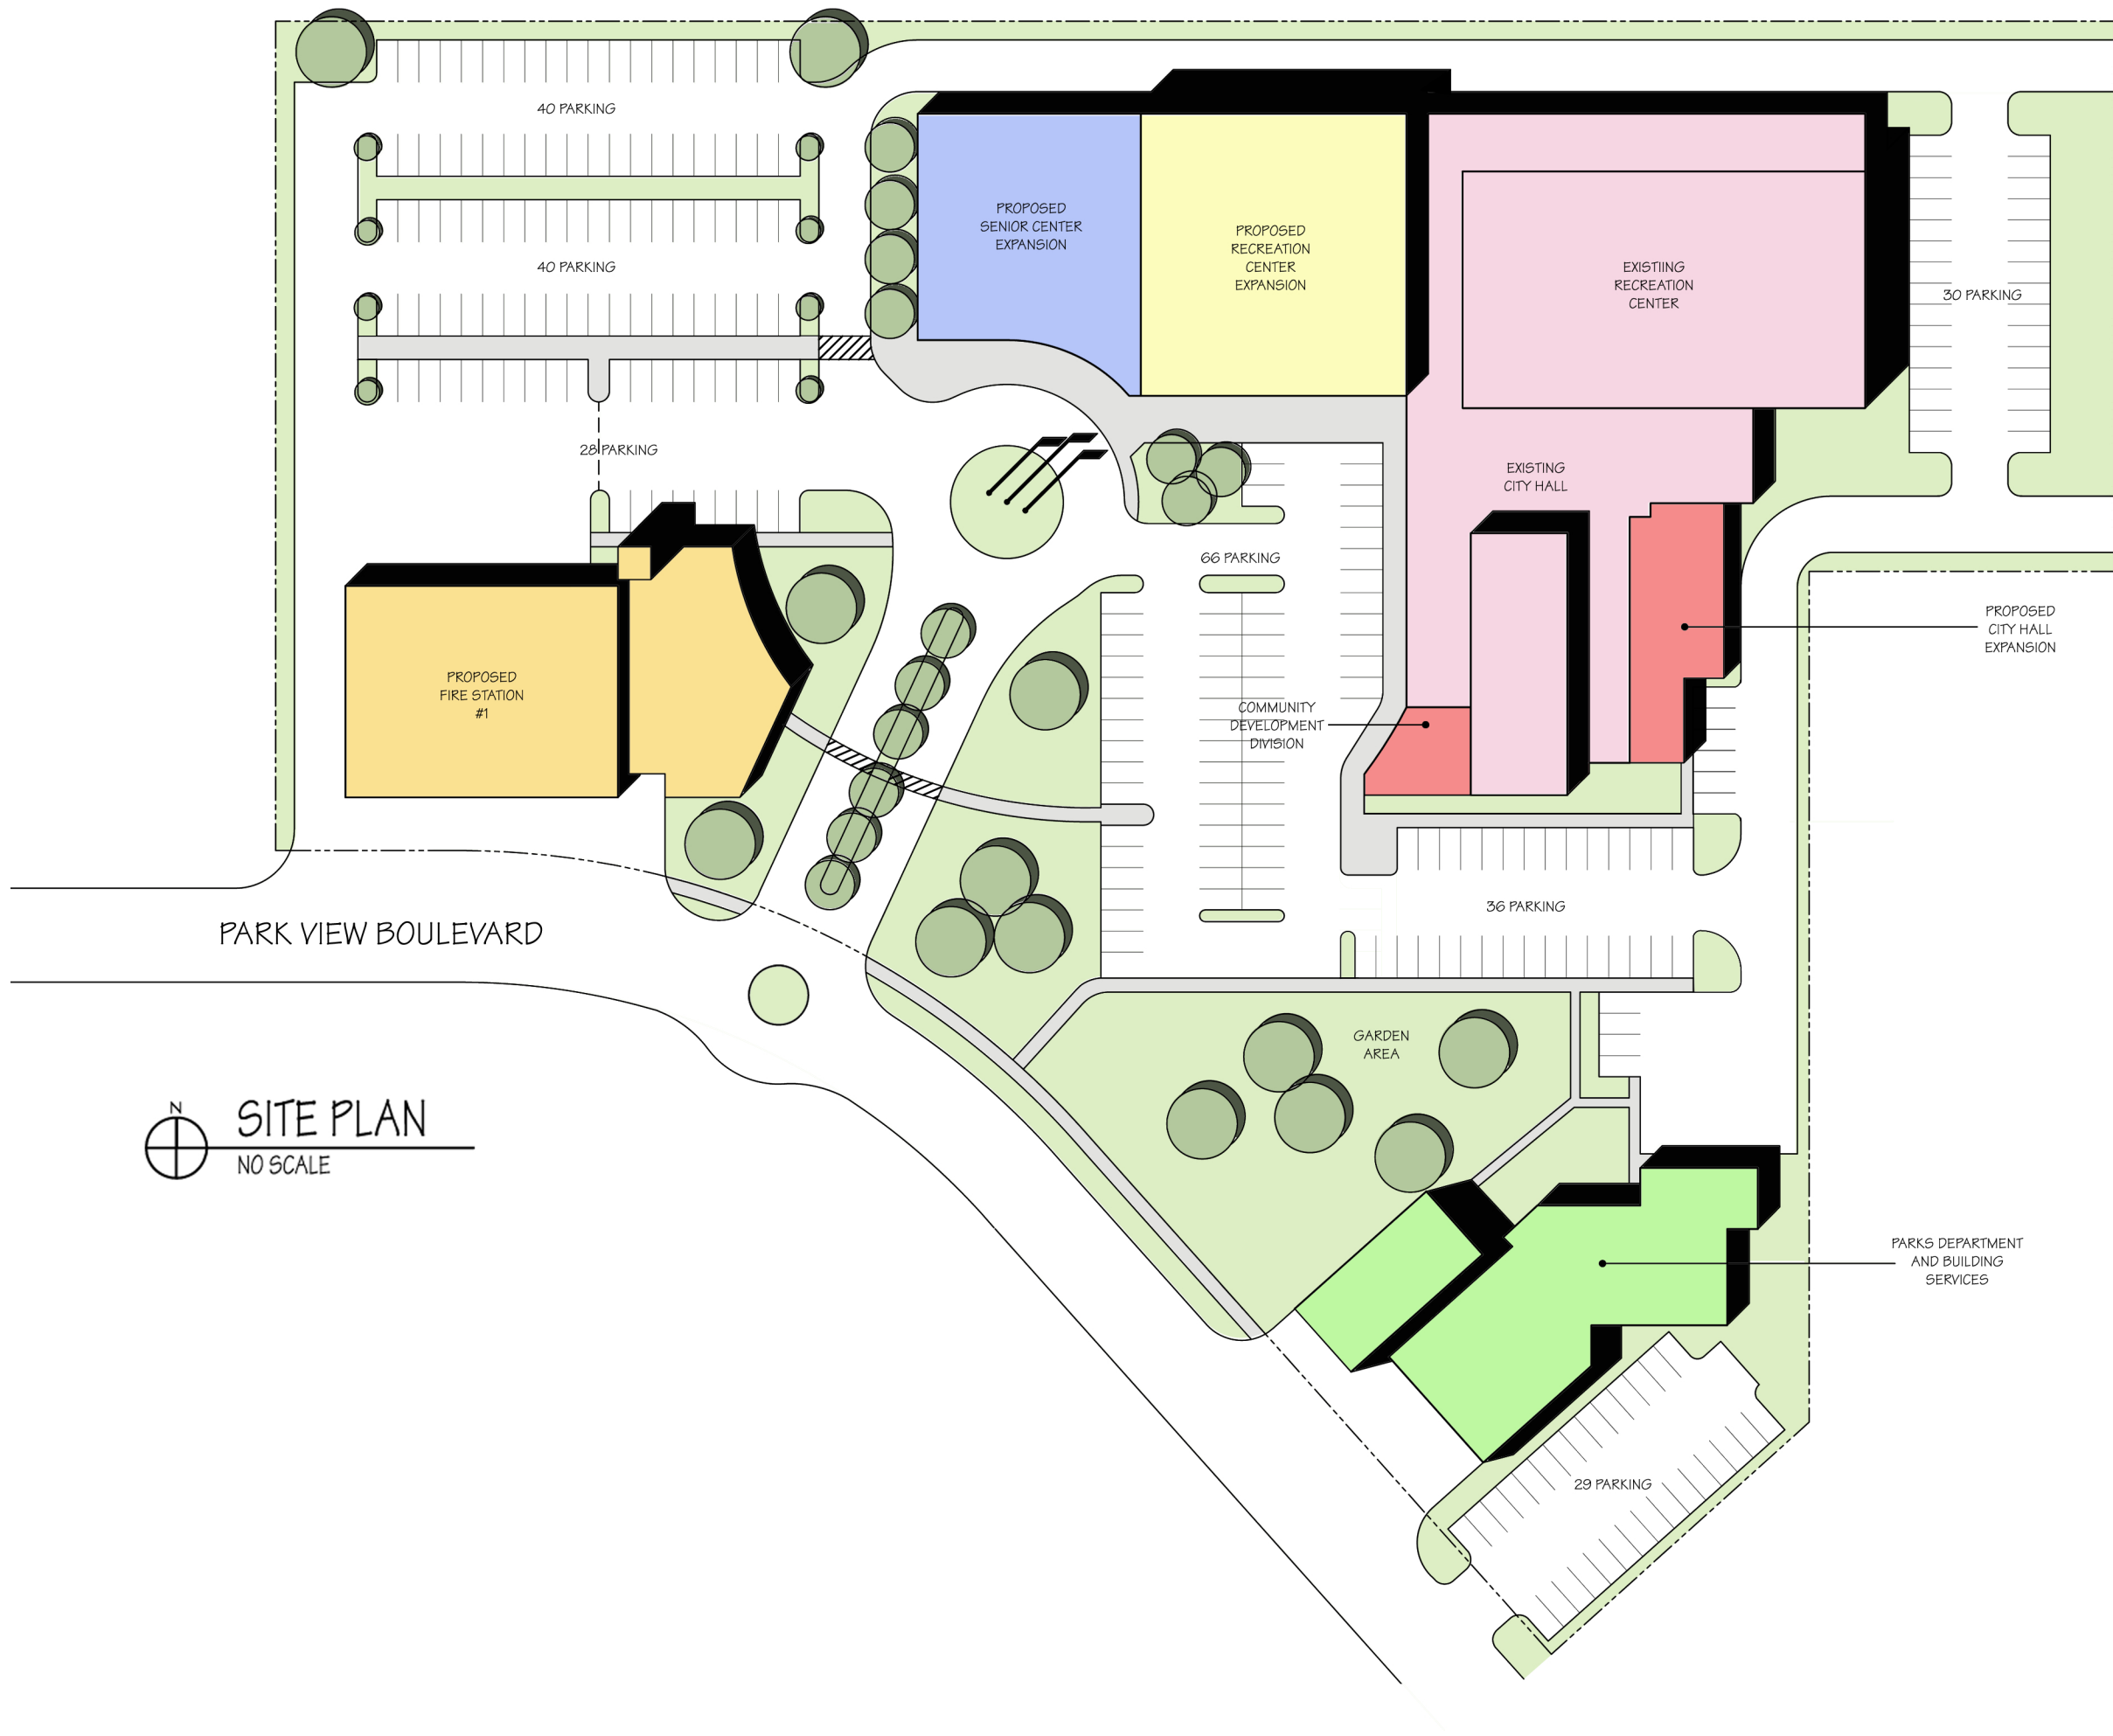 40 PARKING
PROPOSED
SENIOR CENTER
EXPANSION
PROPOSED
RECREATION
CENTER
EXPANSION
EXISTIING
RECREATION
CENTER
40 PARKING
30 PARKING
28 PARKING
EXISTING
CITY HALL
66 PARKING
PROPOSED
CITY HALL
EXPANSION
PROPOSED
FIRE STATION
#1
COMMUNITY
DEVELOPMENT
DIVISION
36 PARKING
PARK VIEW BOULEVARD
GARDEN
AREA
N
SITE PLAN
NO SCALE
PARKS DEPARTMENT
AND BUILDING
SERVICES
29 PARKING